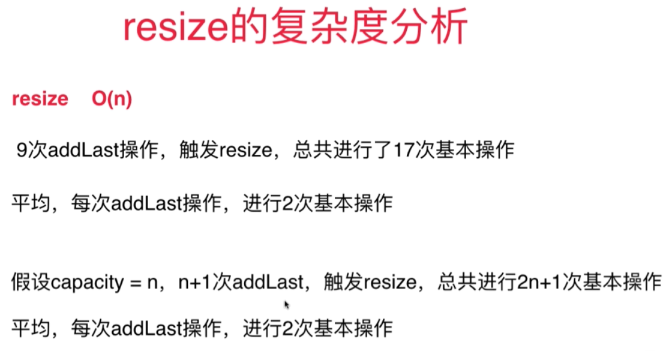 resize的复杂度分析
resize O(n)
9次addLast操作，触发resize，总共进行了17次基本操作
平均，每次addLast操作，进行2次基本操作
假设capacity = n，n+1次addLast，触发resize，总共进行2n+1次基本操作
平均，每次addLast操作，进行2次基本操作